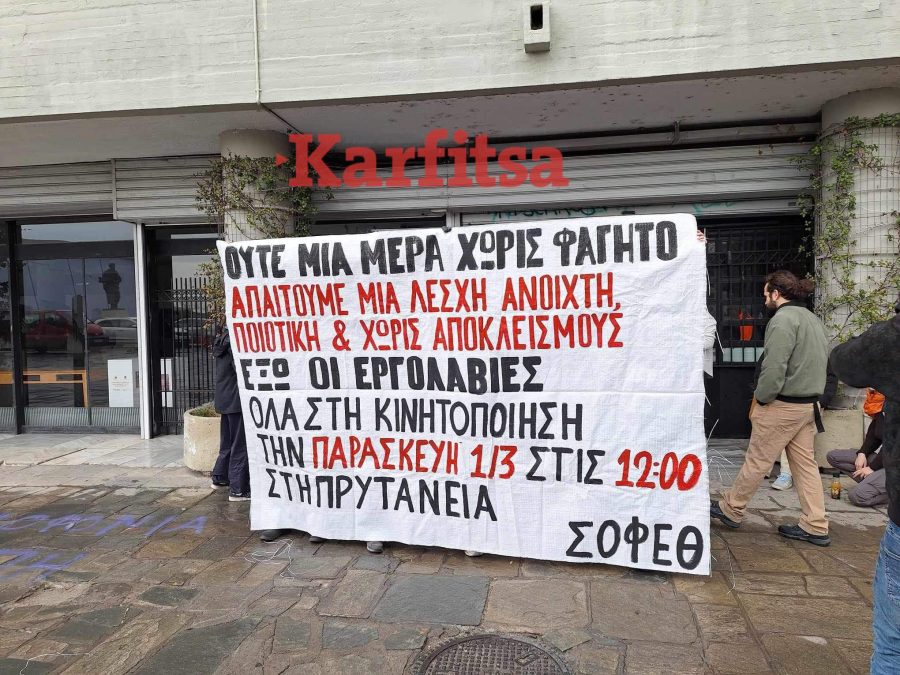 Karfitsa
ΟΥΤΕ ΜΙΑ ΜΕΡΑ ΧΩΡΙΣ ΦΑΓΗΤΟ
ΑΠΑΙΤΟΥΜΕ ΜΙΑ ΛΕΣΧΗ ΑΝΟΙΧΤΗ,
ΠΟΙΟΤΙΚΗ & ΧΩΡΙΣ ΑΠΟΚΛΕΙΣΜΟΥΣ
ΕΞΩ ΟΙ ΕΡΓΟΛΑΒΙΕΣ
ΟΛΑ ΣΤΗ ΚΙΝΗΤΟΠΟΙΗΣΗ
ΤΗΝ ΠΑΡΑΣΚΕΥΗ 1/3 ΣΤΙΣ 12:00
ΣΤΗ ΠΡΥΤΑΝΕΙΑ
ΣΟΦΕΘ